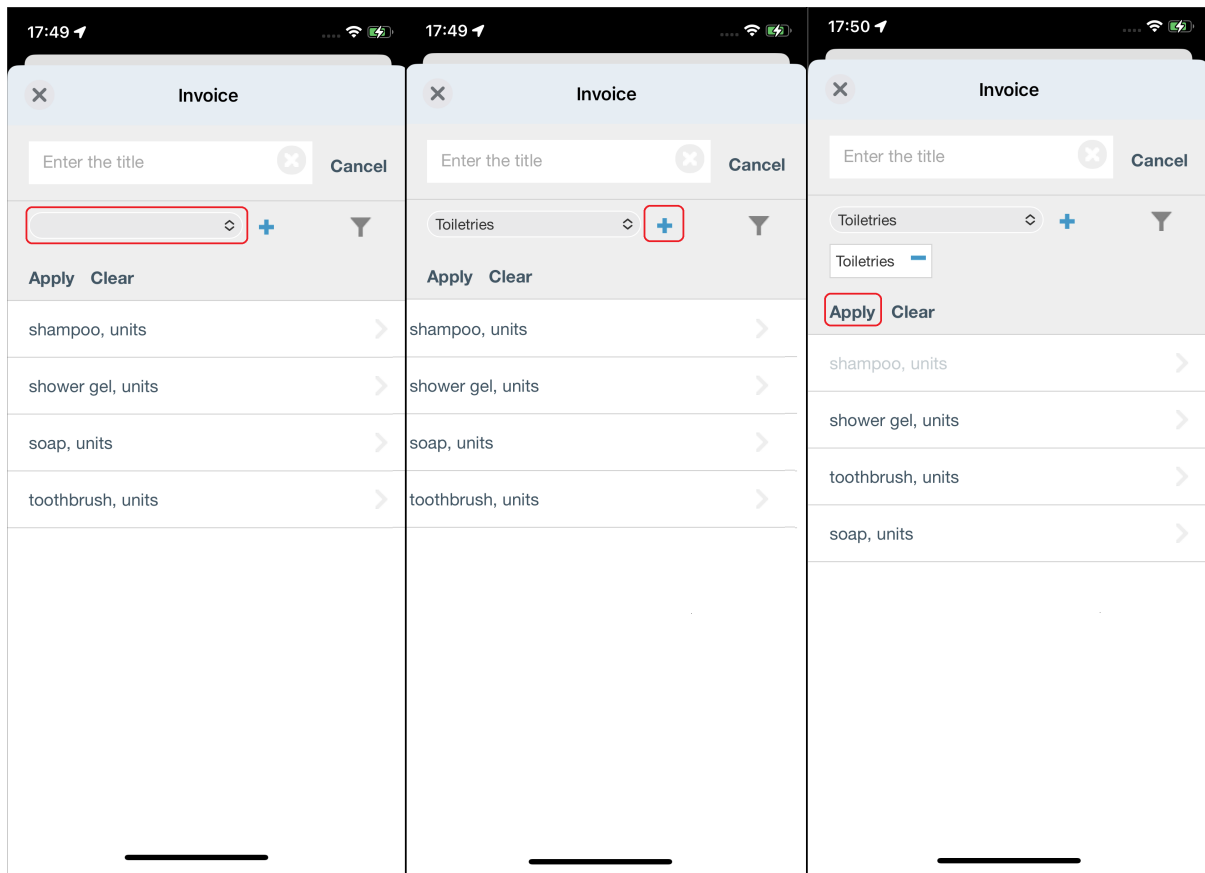 17:49
Invoice
Enter the title
Cancel
Apply Clear
shampoo, units
shower gel, units
soap, units
toothbrush, units
17:49
Invoice
Enter the title
Cancel
Toiletries
Apply Clear
shampoo, units
shower gel, units
soap, units
toothbrush, units
17:50
Invoice
Enter the title
Cancel
Toiletries
Toiletries
Apply Clear
shampoo, units
shower gel, units
toothbrush, units
soap, units